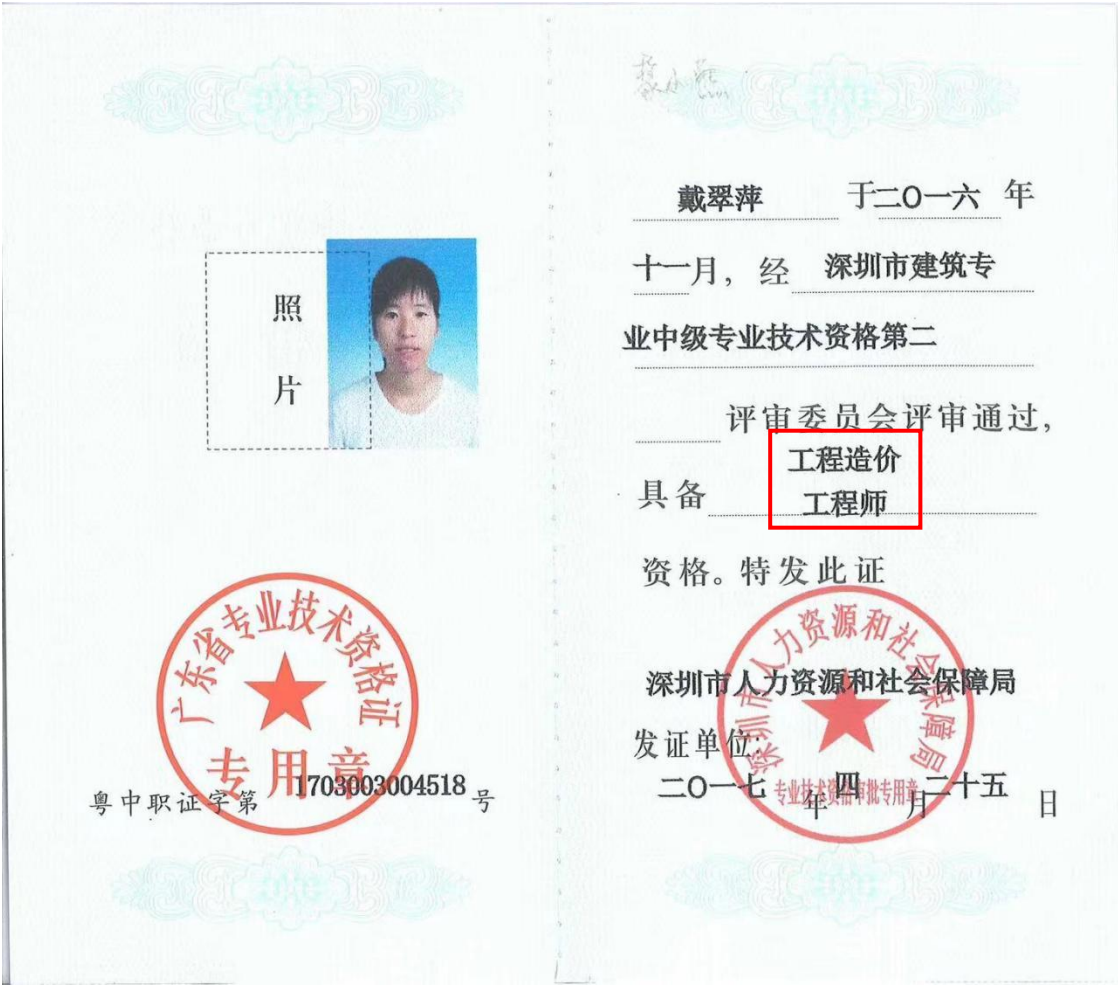 照
片
广东省专业技术资格证
专用章
粤中职证字第 1703003004518 号
戴翠萍 于二〇一六 年
十一月，经 深圳市建筑专
业中级专业技术资格第二
评审委员会评审通过，
工程造价
具备 工程师
资格。特发此证
深圳市人力资源和社会保障局
深圳市人力资源和社会保障局
发证单位：
专业技术资格审批专用章
二〇一七 年 四 月 二十五 日